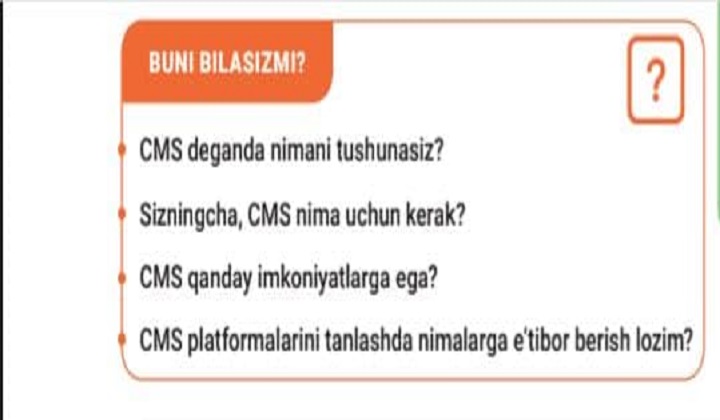 BUNI BILASIZMI?
?
CMS deganda nimani tushunasiz?
Sizningcha, CMS nima uchun kerak?
CMS qanday imkoniyatlarga ega?
CMS platformalarini tanlashda nimalarga e'tibor berish lozim?